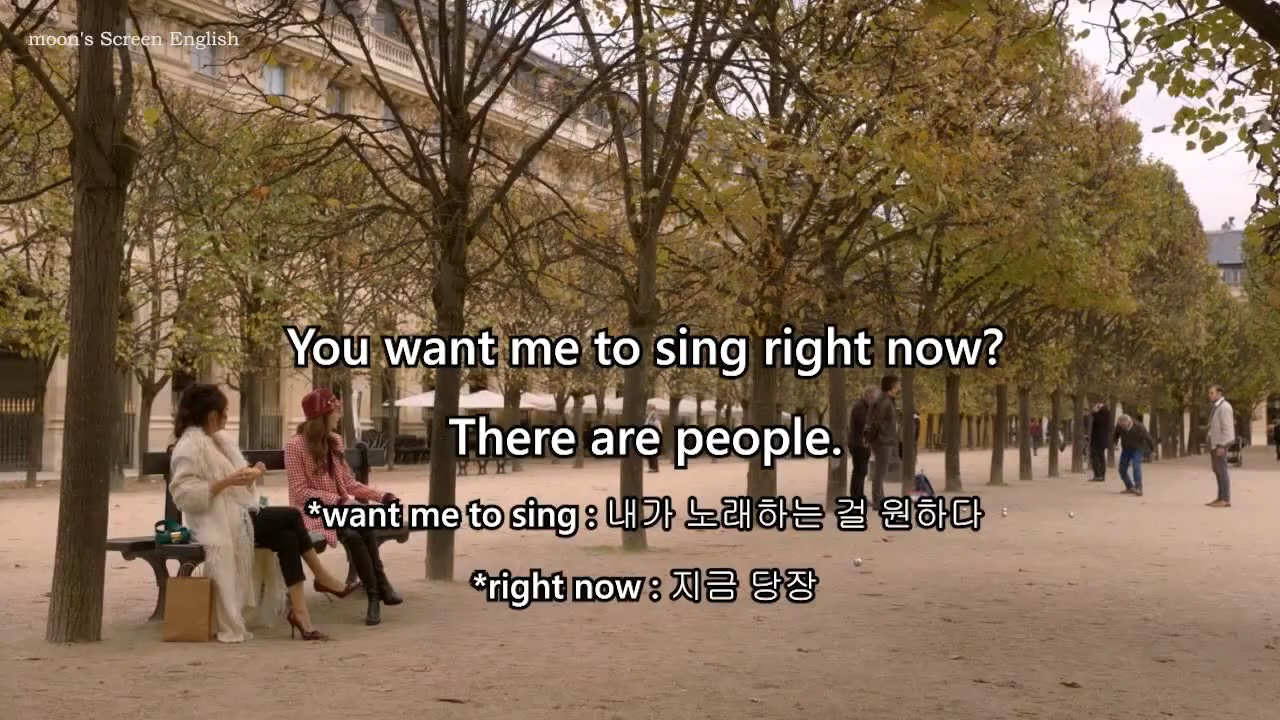 moon's Screen English
You want me to sing right now?
There are people.
*want me to sing : 내가 노래하는 걸 원하다
*right now : 지금 당장